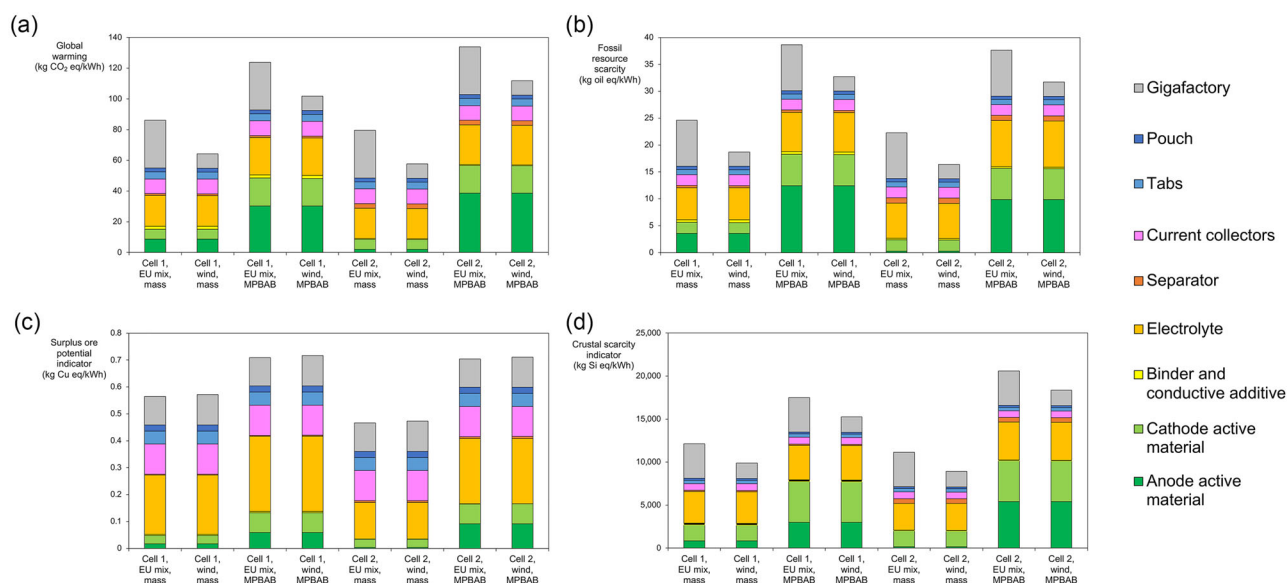 (a)
Global
warming
(kg CO₂ eq/kWh)
140
120
100
80
60
40
20
0
Cell 1,
EU mix,
mass
Cell 1,
wind,
mass
Cell 1,
EU mix,
MPBAB
Cell 1,
wind,
MPBAB
Cell 2,
EU mix,
mass
Cell 2,
wind,
mass
Cell 2,
EU mix,
MPBAB
Cell 2,
wind,
MPBAB
(b)
Fossil
resource
scarcity
(kg oil eq/kWh)
40
35
30
25
20
15
10
5
0
Cell 1,
EU mix,
mass
Cell 1,
wind,
mass
Cell 1,
EU mix,
MPBAB
Cell 1,
wind,
MPBAB
Cell 2,
EU mix,
mass
Cell 2,
wind,
mass
Cell 2,
EU mix,
MPBAB
Cell 2,
wind,
MPBAB
(c)
Surplus ore
potential
indicator
(kg Cu eq/kWh)
0.8
0.7
0.6
0.5
0.4
0.3
0.2
0.1
0
Cell 1,
EU mix,
mass
Cell 1,
wind,
mass
Cell 1,
EU mix,
MPBAB
Cell 1,
wind,
MPBAB
Cell 2,
EU mix,
mass
Cell 2,
wind,
mass
Cell 2,
EU mix,
MPBAB
Cell 2,
wind,
MPBAB
(d)
Crustal scarcity
indicator
(kg Si eq/kWh)
25,000
20,000
15,000
10,000
5,000
0
Cell 1,
EU mix,
mass
Cell 1,
wind,
mass
Cell 1,
EU mix,
MPBAB
Cell 1,
wind,
MPBAB
Cell 2,
EU mix,
mass
Cell 2,
wind,
mass
Cell 2,
EU mix,
MPBAB
Cell 2,
wind,
MPBAB
Gigafactory
Pouch
Tabs
Current collectors
Separator
Electrolyte
Binder and
conductive additive
Cathode active
material
Anode active
material